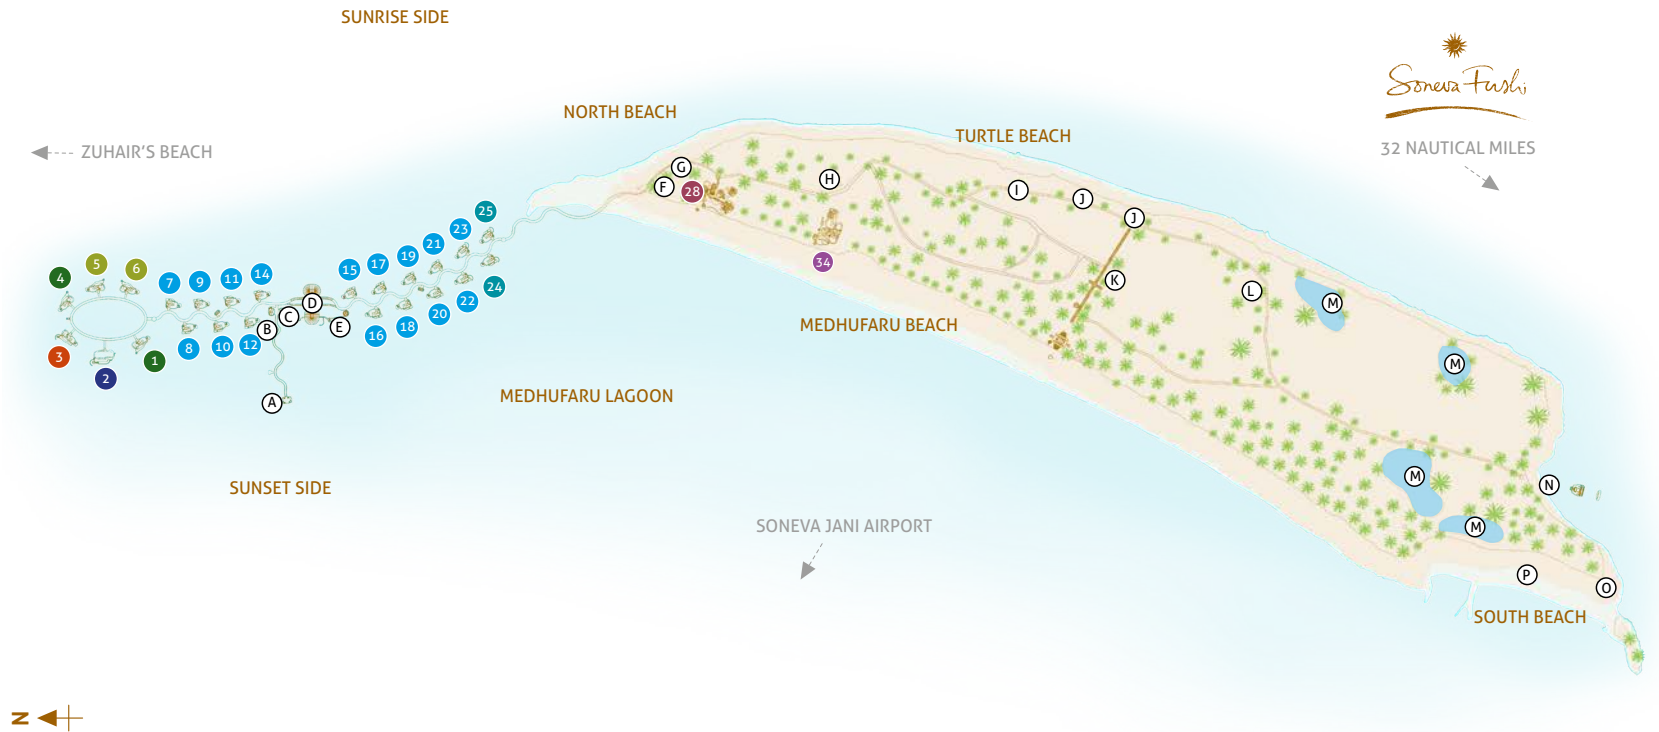 SUNRISE SIDE
Soneva Fushi
32 NAUTICAL MILES
NORTH BEACH
TURTLE BEACH
ZUHAIR'S BEACH
G
F
28
H
I
J
J
34
K
L
M
M
M
M
N
O
P
25
23
21
19
17
15
24
22
20
18
16
14
11
9
7
6
5
4
3
2
1
8
10
12
D
C
B
E
A
MEDHUFARU BEACH
MEDHUFARU LAGOON
SUNSET SIDE
SONEVA JANI AIRPORT
SOUTH BEACH
N